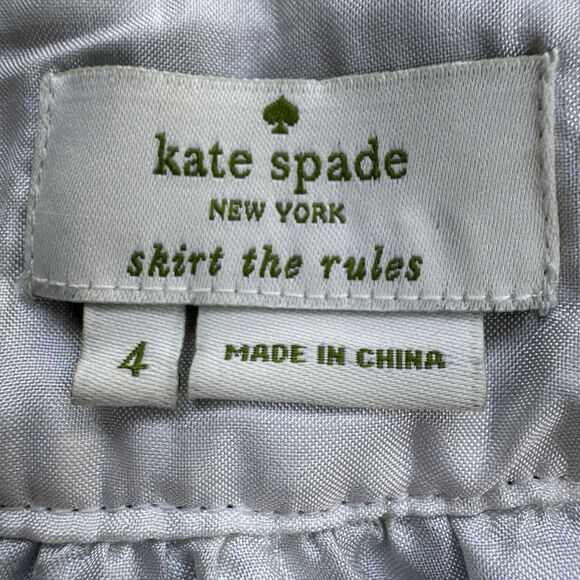 kate spade
NEW YORK
skirt the rules
4
MADE IN CHINA